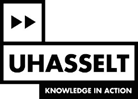 UHASSELT
KNOWLEDGE IN ACTION